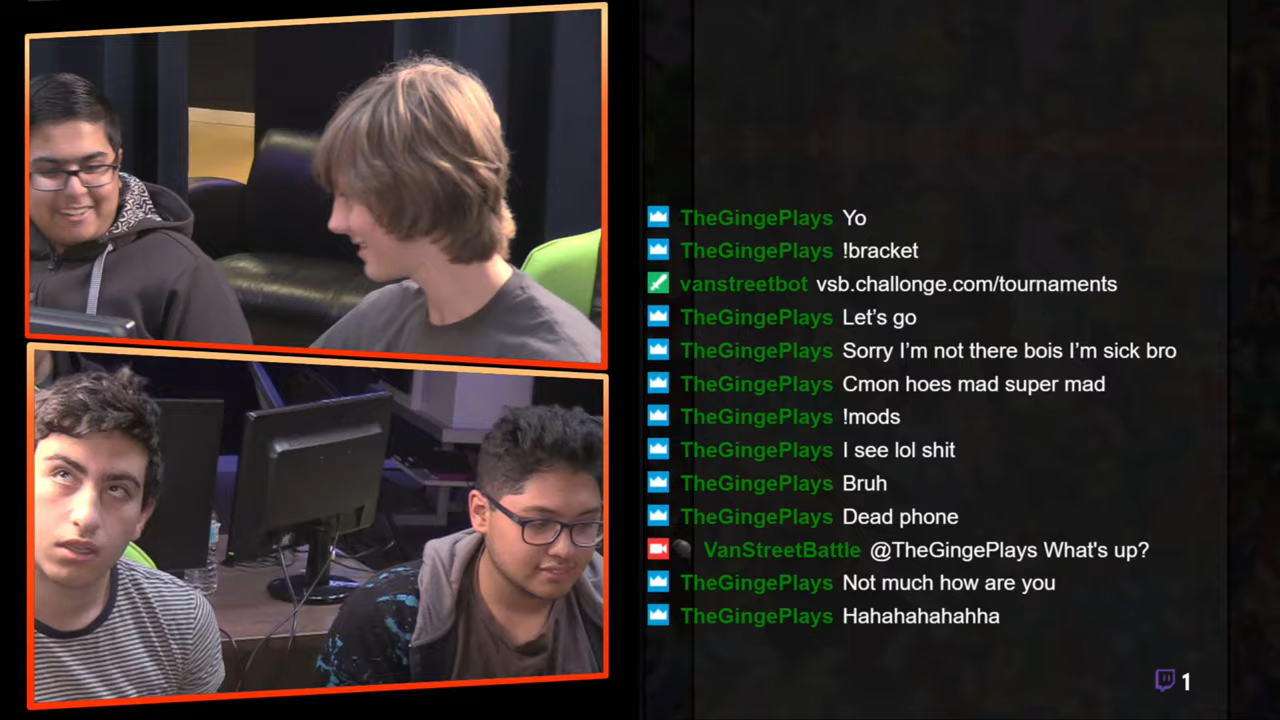 TheGingePlays Yo
TheGingePlays !bracket
vanstreetbot vsb.challonge.com/tournaments
TheGingePlays Let’s go
TheGingePlays Sorry I’m not there bois I’m sick bro
TheGingePlays Cmon hoes mad super mad
TheGingePlays !mods
TheGingePlays I see lol shit
TheGingePlays Bruh
TheGingePlays Dead phone
VanStreetBattle @TheGingePlays What's up?
TheGingePlays Not much how are you
TheGingePlays Hahahahahahha
1